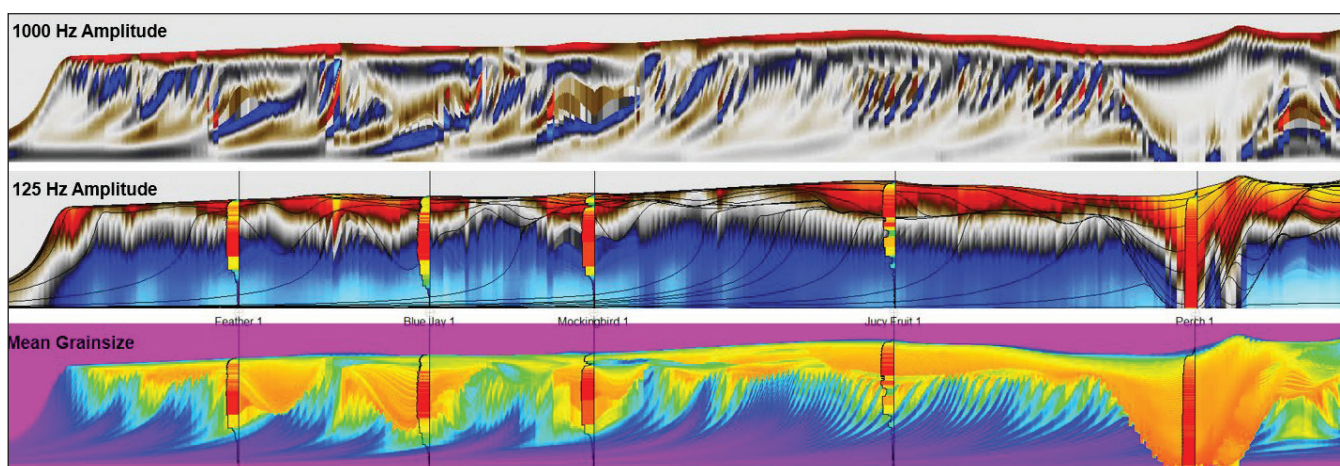 1000 Hz Amplitude
125 Hz Amplitude
Feather 1
Blue Jay 1
Mockingbird 1
Jucy Fruit 1
Perch 1
Mean Grainsize